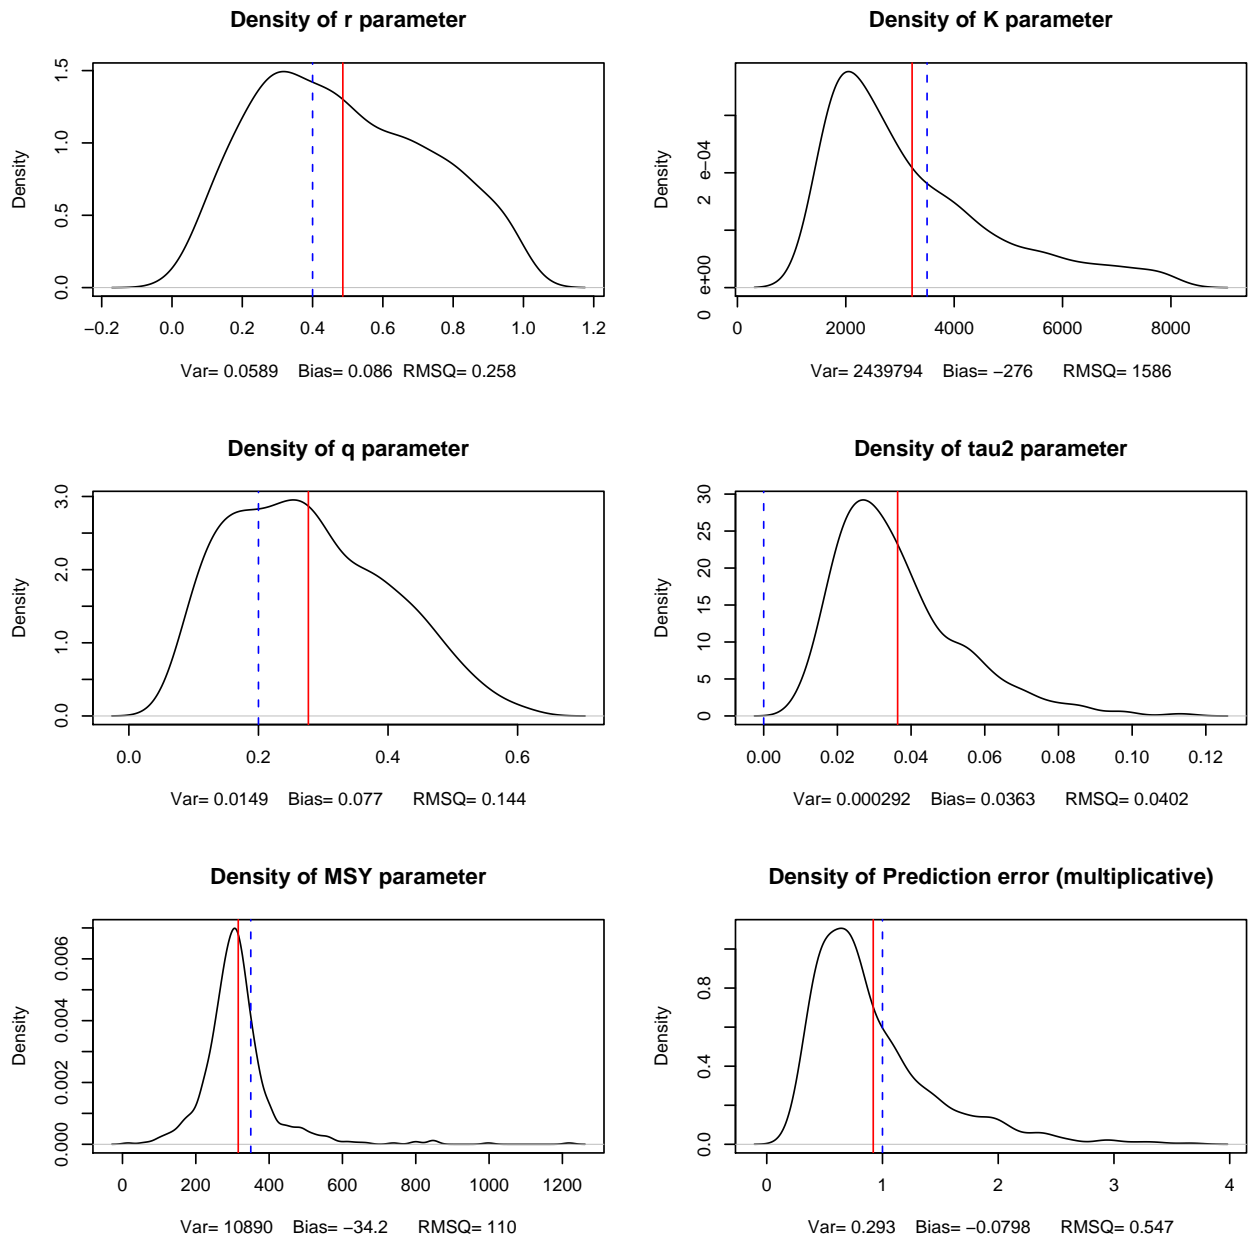 Density of r parameter
Density
0.0 0.5 1.0 1.5
−0.2 0.0 0.2 0.4 0.6 0.8 1.0 1.2
Var= 0.0589 Bias= 0.086 RMSQ= 0.258
Density of K parameter
Density
0 e+00 2 e−04
0 2000 4000 6000 8000
Var= 2439794 Bias= −276 RMSQ= 1586
Density of q parameter
Density
0.0 1.0 2.0 3.0
0.0 0.2 0.4 0.6
Var= 0.0149 Bias= 0.077 RMSQ= 0.144
Density of tau2 parameter
Density
0 5 10 15 20 25 30
0.00 0.02 0.04 0.06 0.08 0.10 0.12
Var= 0.000292 Bias= 0.0363 RMSQ= 0.0402
Density of MSY parameter
Density
0.000 0.002 0.004 0.006
0 200 400 600 800 1000 1200
Var= 10890 Bias= −34.2 RMSQ= 110
Density of Prediction error (multiplicative)
Density
0.0 0.4 0.8
0 1 2 3 4
Var= 0.293 Bias= −0.0798 RMSQ= 0.547